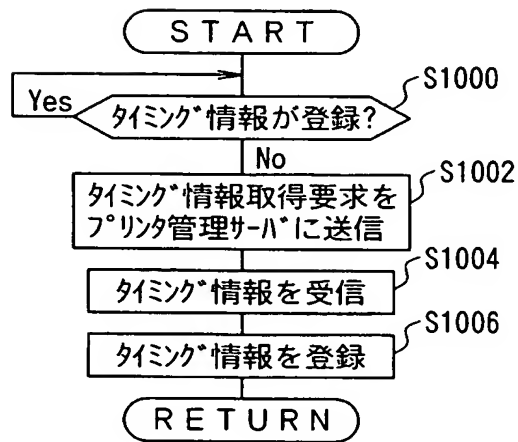 START
S1000
Yes
タイミング情報が登録?
No
S1002
タイミング情報取得要求を
プリンタ管理サーバに送信
S1004
タイミング情報を受信
S1006
タイミング情報を登録
RETURN